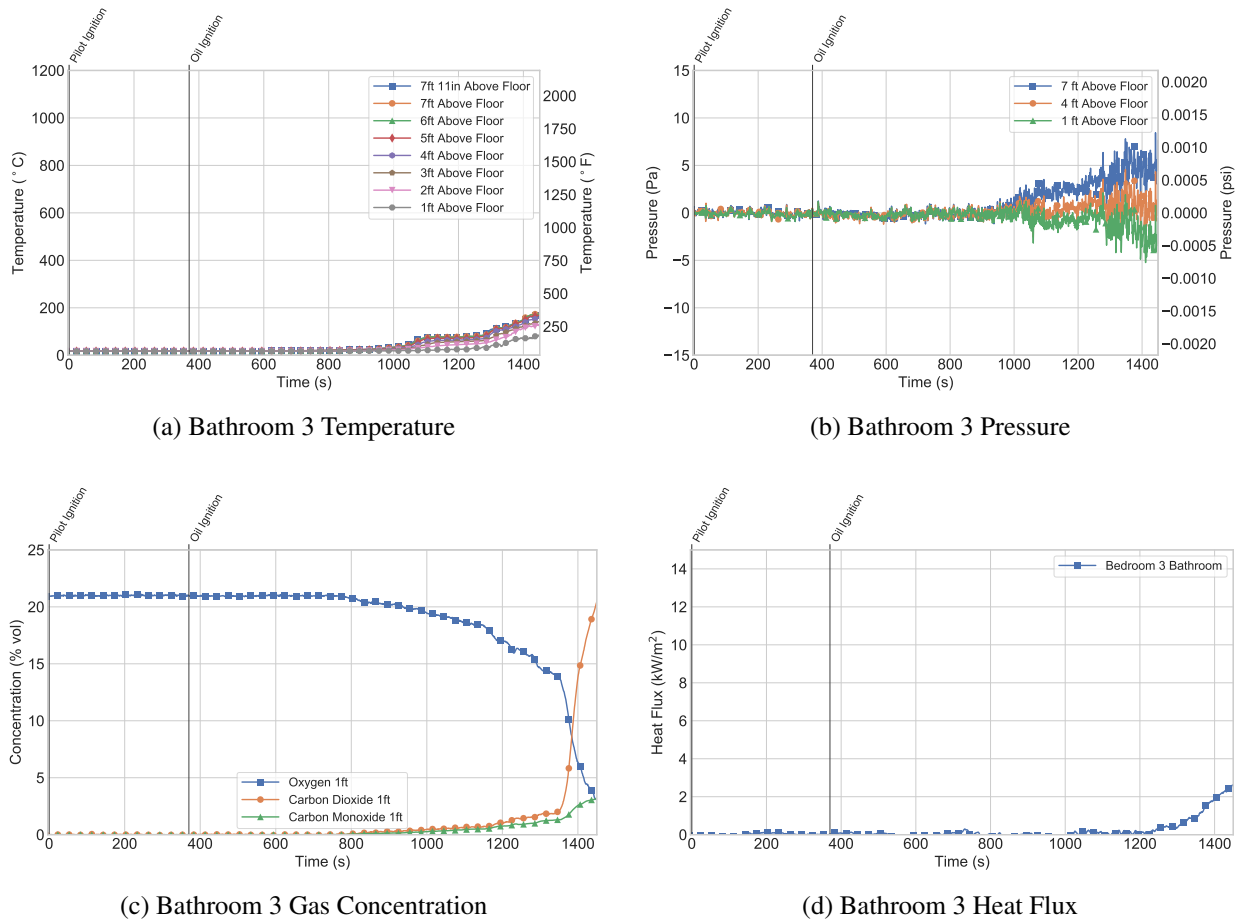 Pilot Ignition
Oil Ignition
1200
1000
800
600
400
200
0
Temperature (°C)
2000
1750
1500
1250
1000
750
500
250
Temperature (°F)
7ft 11in Above Floor
7ft Above Floor
6ft Above Floor
5ft Above Floor
4ft Above Floor
3ft Above Floor
2ft Above Floor
1ft Above Floor
0 200 400 600 800 1000 1200 1400
Time (s)
(a) Bathroom 3 Temperature
Pilot Ignition
Oil Ignition
15
10
5
0
−5
−10
−15
Pressure (Pa)
0.0020
0.0015
0.0010
0.0005
0.0000
−0.0005
−0.0010
−0.0015
−0.0020
Pressure (psi)
7 ft Above Floor
4 ft Above Floor
1 ft Above Floor
0 200 400 600 800 1000 1200 1400
Time (s)
(b) Bathroom 3 Pressure
Pilot Ignition
Oil Ignition
25
20
15
10
5
0
Concentration (% vol)
Oxygen 1ft
Carbon Dioxide 1ft
Carbon Monoxide 1ft
0 200 400 600 800 1000 1200 1400
Time (s)
(c) Bathroom 3 Gas Concentration
Pilot Ignition
Oil Ignition
14
12
10
8
6
4
2
0
Heat Flux (kW/m²)
Bedroom 3 Bathroom
0 200 400 600 800 1000 1200 1400
Time (s)
(d) Bathroom 3 Heat Flux